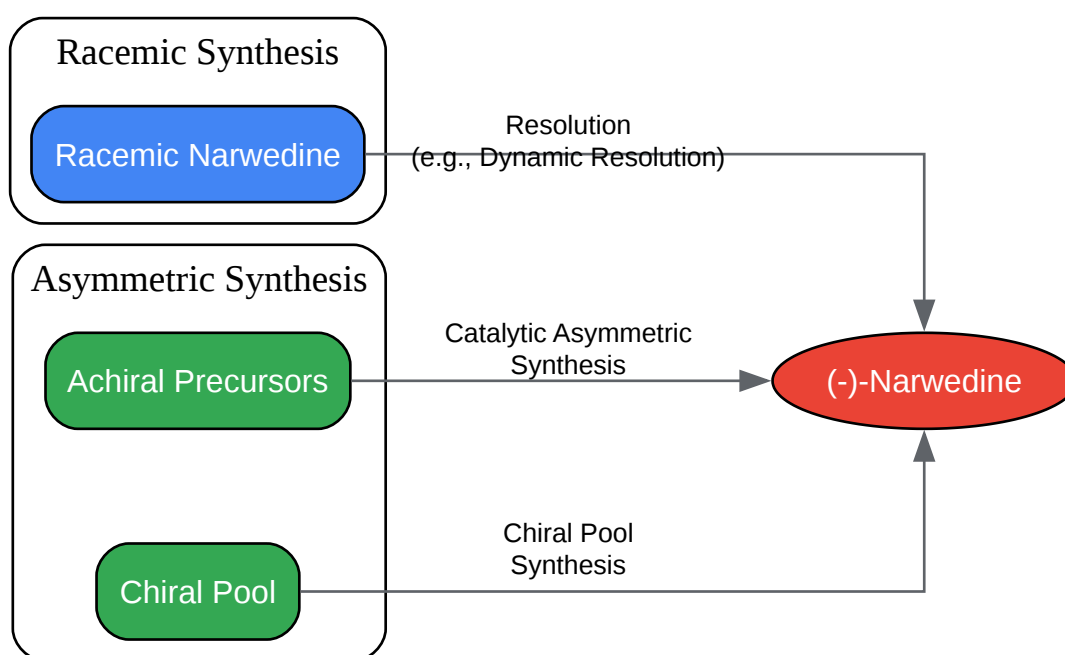 Racemic Synthesis
Racemic Narwedine
Resolution
(e.g., Dynamic Resolution)
Asymmetric Synthesis
Achiral Precursors
Catalytic Asymmetric
Synthesis
(-)-Narwedine
Chiral Pool
Chiral Pool
Synthesis